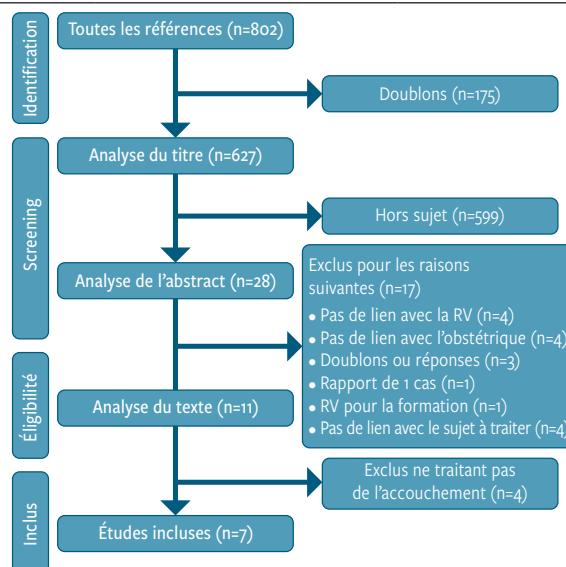 Identification
Toutes les références (n=802)
Doublons (n=175)
Screening
Analyse du titre (n=627)
Hors sujet (n=599)
Analyse de l'abstract (n=28)
Exclus pour les raisons
suivantes (n=17)
• Pas de lien avec la RV (n=4)
• Pas de lien avec l'obstétrique (n=4)
• Doublons ou réponses (n=3)
• Rapport de 1 cas (n=1)
• RV pour la formation (n=1)
• Pas de lien avec le sujet à traiter (n=4)
Éligibilité
Analyse du texte (n=11)
Exclus ne traitant pas
de l'accouchement (n=4)
Inclus
Études incluses (n=7)